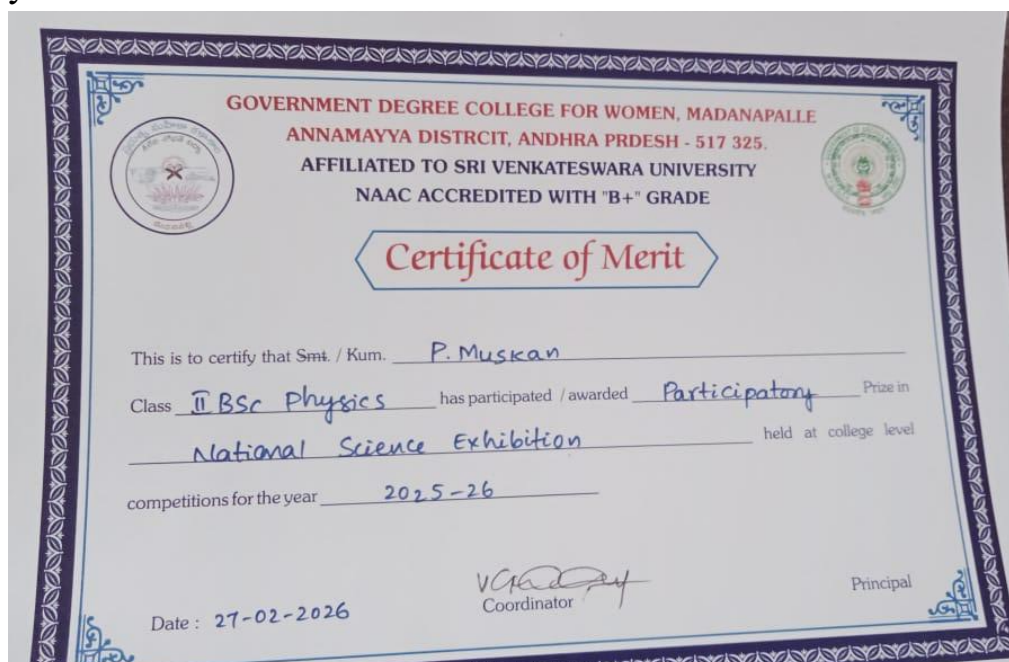 GOVERNMENT DEGREE COLLEGE FOR WOMEN, MADANAPALLE
ANNAMAYYA DISTRCIT, ANDHRA PRDESH - 517 325.
AFFILIATED TO SRI VENKATESWARA UNIVERSITY
NAAC ACCREDITED WITH "B+" GRADE
Certificate of Merit
This is to certify that Smt. / Kum. P. Muskan
Class II BSc Physics has participated / awarded Participatory Prize in
National Science Exhibition held at college level
competitions for the year 2025-26
Coordinator
Principal
Date : 27-02-2026